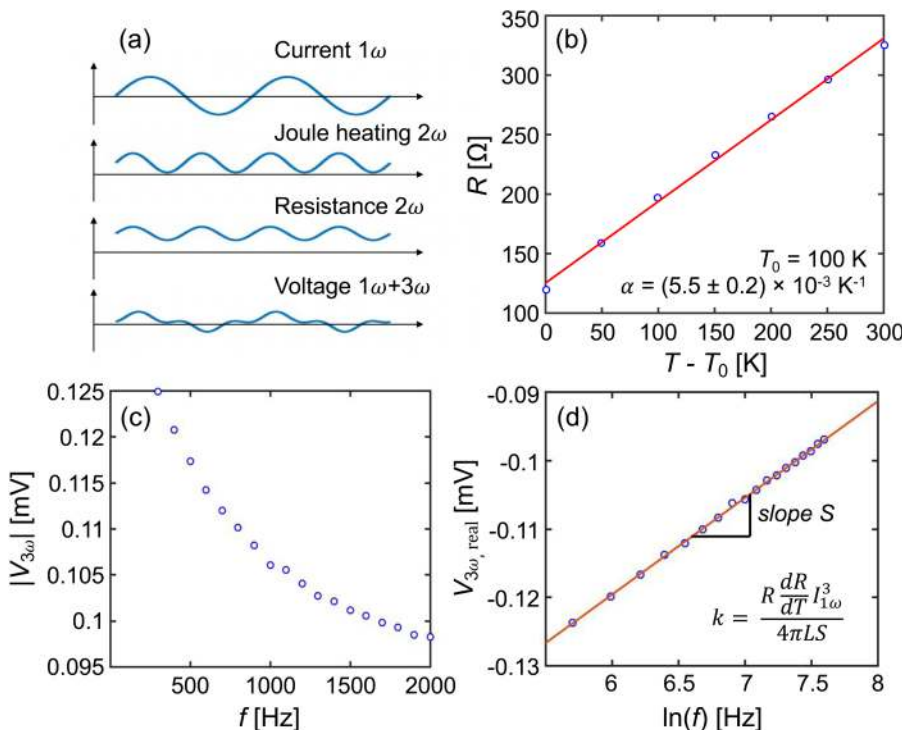 (a)
Current 1ω
Joule heating 2ω
Resistance 2ω
Voltage 1ω+3ω
(b)
R [Ω]
350
300
250
200
150
100
T₀ = 100 K
α = (5.5 ± 0.2) × 10⁻³ K⁻¹
0 50 100 150 200 250 300
T - T₀ [K]
(c)
|V₃ω| [mV]
0.125
0.12
0.115
0.11
0.105
0.1
0.095
500 1000 1500 2000
f [Hz]
(d)
V₃ω, real [mV]
-0.09
-0.1
-0.11
-0.12
-0.13
slope S
k = R dR/dT I³₁ω / 4πLS
6 6.5 7 7.5 8
ln(f) [Hz]